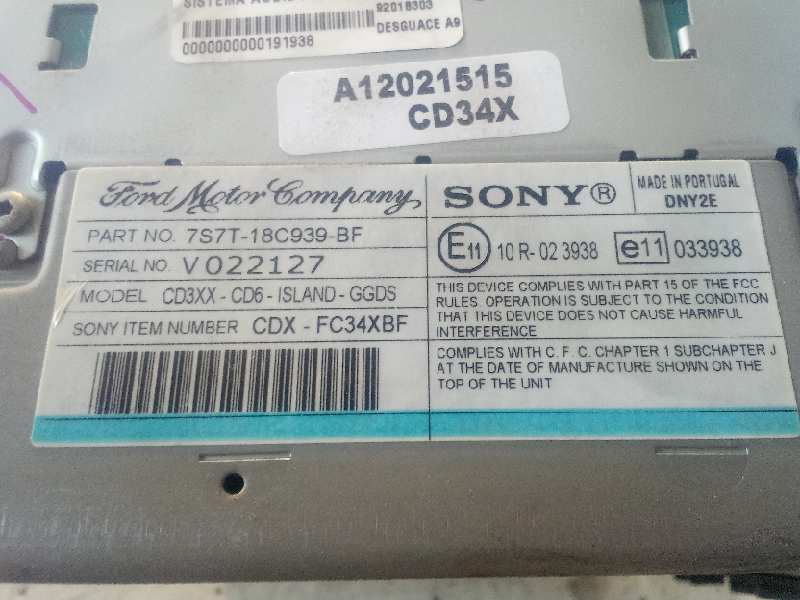 92018303
0000000000191938
DESGUACE A9
A12021515
CD34X
Ford Motor Company
PART NO. 7S7T-18C939-BF
SERIAL NO. V022127
MODEL CD3XX - CD6 - ISLAND - GGDS
SONY ITEM NUMBER CDX - FC34XBF
SONY®
MADE IN PORTUGAL
DNY2E
E11 10 R- 02 3938 e11 033938
THIS DEVICE COMPLIES WITH PART 15 OF THE FCC
RULES. OPERATION IS SUBJECT TO THE CONDITION
THAT THIS DEVICE DOES NOT CAUSE HARMFUL
INTERFERENCE
COMPLIES WITH C. F. C. CHAPTER 1 SUBCHAPTER J
AT THE DATE OF MANUFACTURE SHOWN ON THE
TOP OF THE UNIT